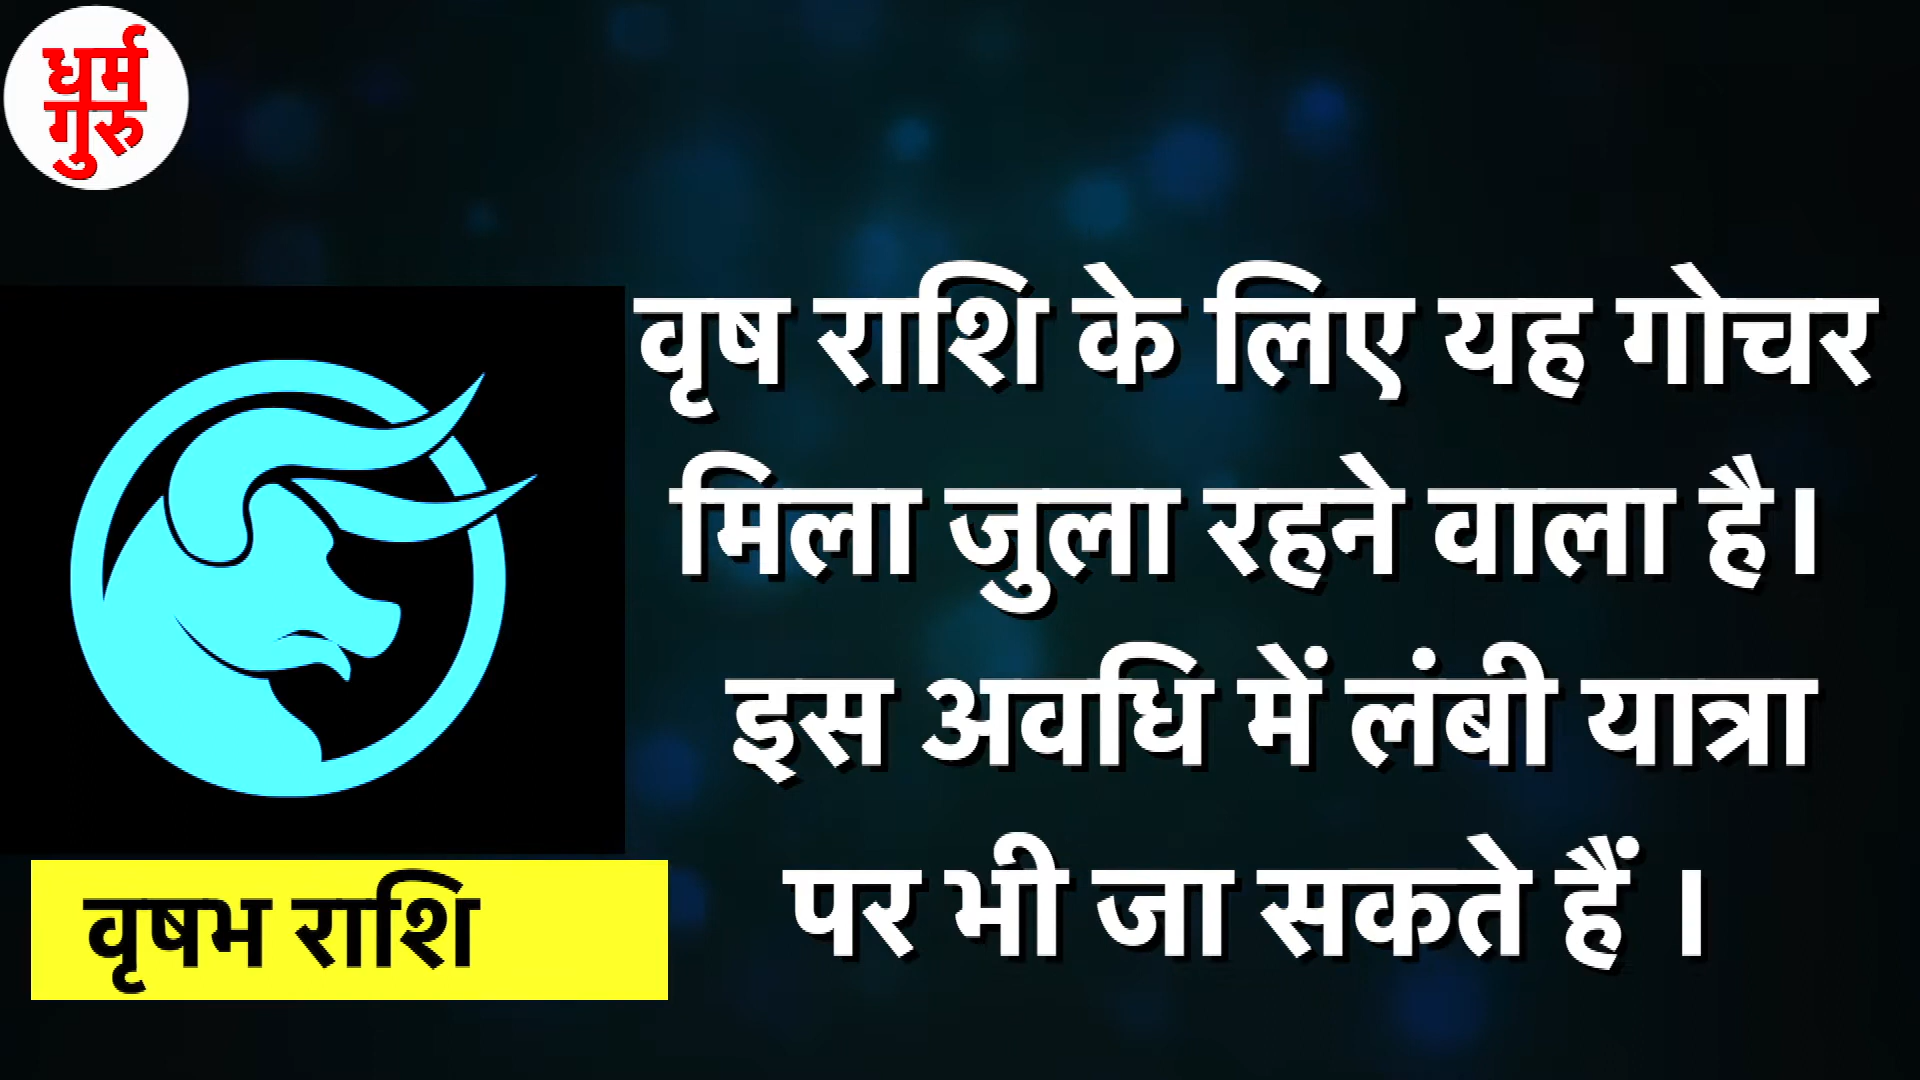 धर्म
गुरु
वृष राशि के लिए यह गोचर
मिला जुला रहने वाला है।
इस अवधि में लंबी यात्रा
पर भी जा सकते हैं ।
वृषभ राशि